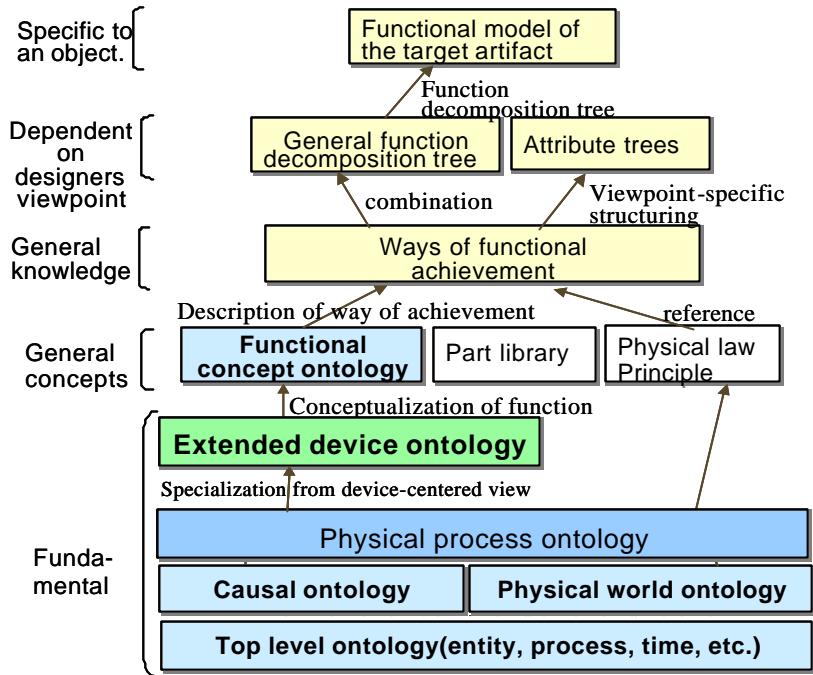 Specific to
an object.
Functional model of
the target artifact
Function
decomposition tree
Dependent
on
designers
viewpoint
General function
decomposition tree
Attribute trees
combination
Viewpoint-specific
structuring
General
knowledge
Ways of functional
achievement
Description of way of achievement
reference
General
concepts
Functional
concept ontology
Part library
Physical law
Principle
Conceptualization of function
Extended device ontology
Specialization from device-centered view
Funda-
mental
Physical process ontology
Causal ontology
Physical world ontology
Top level ontology(entity, process, time, etc.)